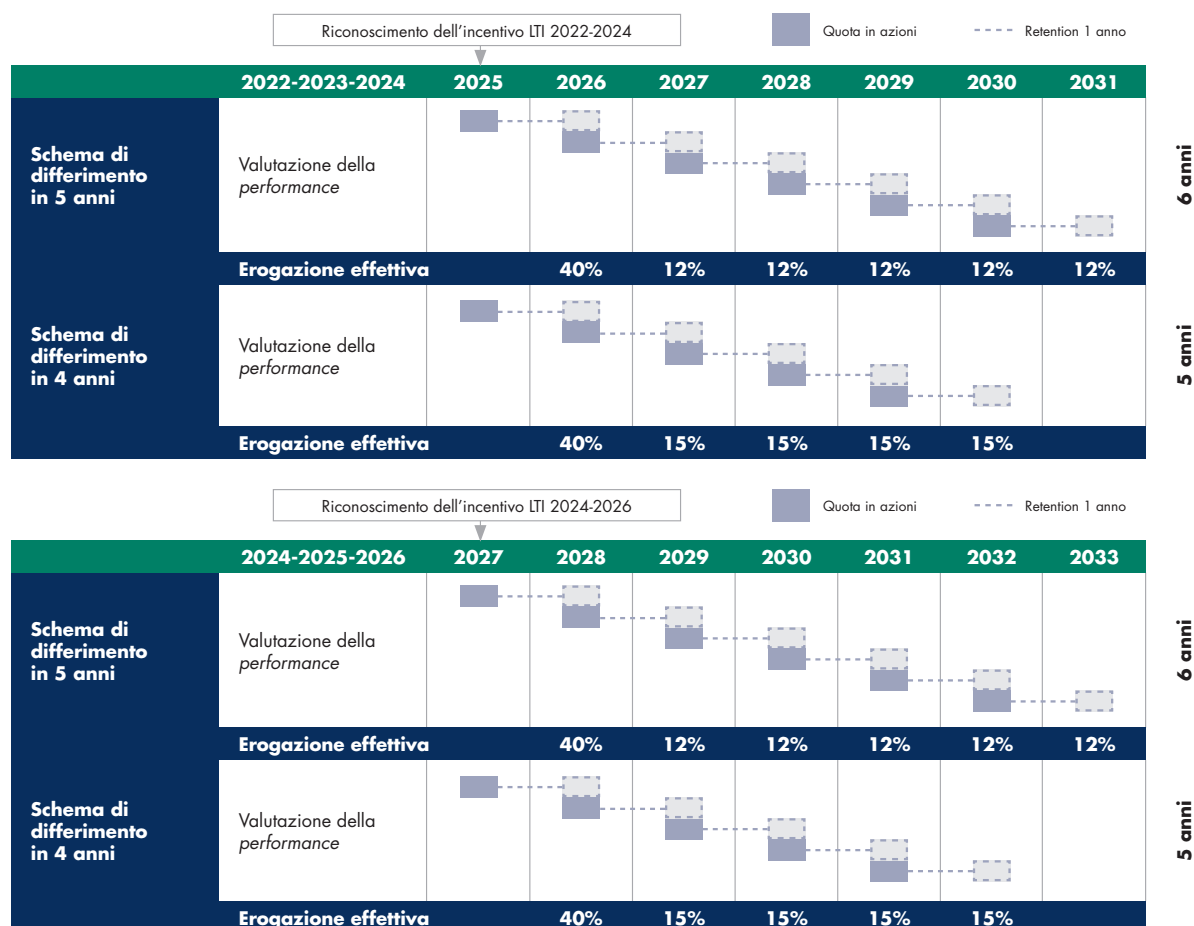 Riconoscimento dell'incentivo LTI 2022-2024
Quota in azioni
Retention 1 anno
2022-2023-2024 2025 2026 2027 2028 2029 2030 2031
Schema di
differimento
in 5 anni
Valutazione della
performance
6 anni
Erogazione effettiva 40% 12% 12% 12% 12% 12%
Schema di
differimento
in 4 anni
Valutazione della
performance
5 anni
Erogazione effettiva 40% 15% 15% 15% 15%
Riconoscimento dell'incentivo LTI 2024-2026
Quota in azioni
Retention 1 anno
2024-2025-2026 2027 2028 2029 2030 2031 2032 2033
Schema di
differimento
in 5 anni
Valutazione della
performance
6 anni
Erogazione effettiva 40% 12% 12% 12% 12% 12%
Schema di
differimento
in 4 anni
Valutazione della
performance
5 anni
Erogazione effettiva 40% 15% 15% 15% 15%